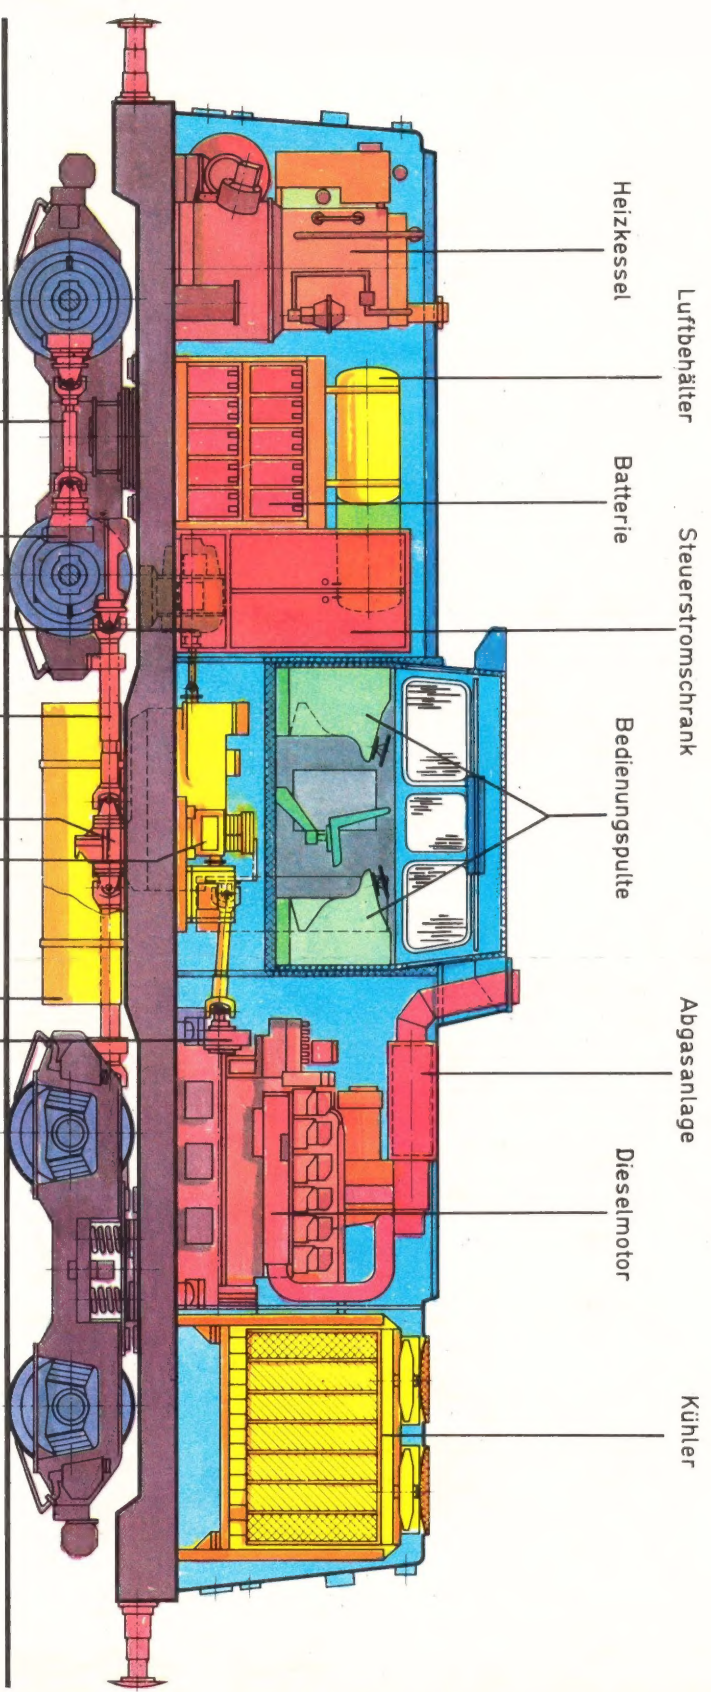 Heizkessel
Luftbehälter
Batterie
Steuerstromschrank
Bedienungspulte
Abgasanlage
Dieselmotor
Kühler